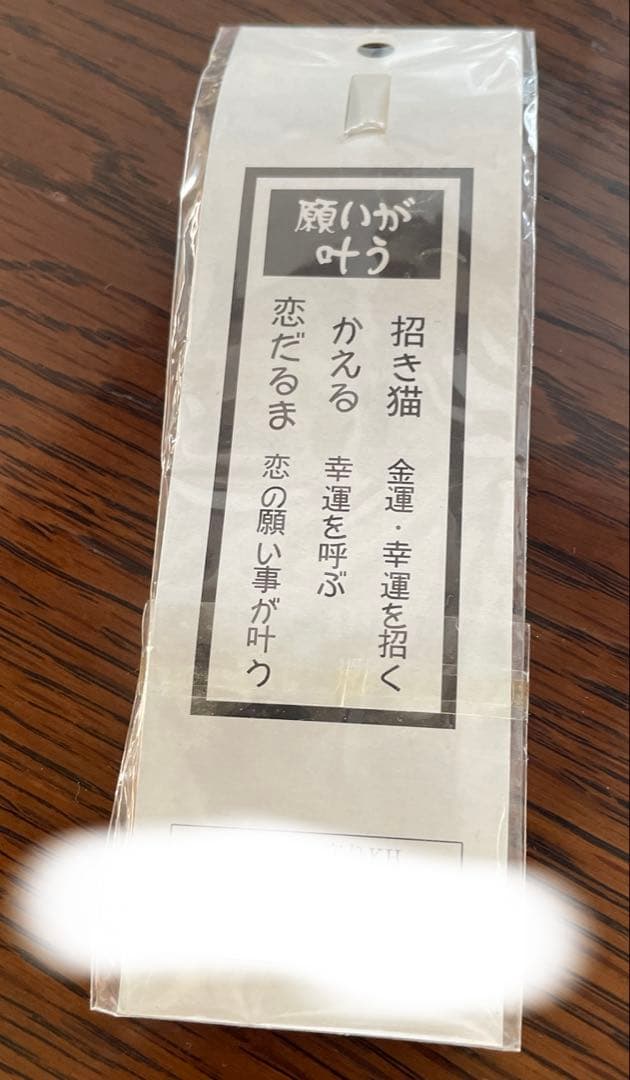 願いが
叶う
招き猫 金運・幸運を招く
かえる 幸運を呼ぶ
恋だるま 恋の願い事が叶う